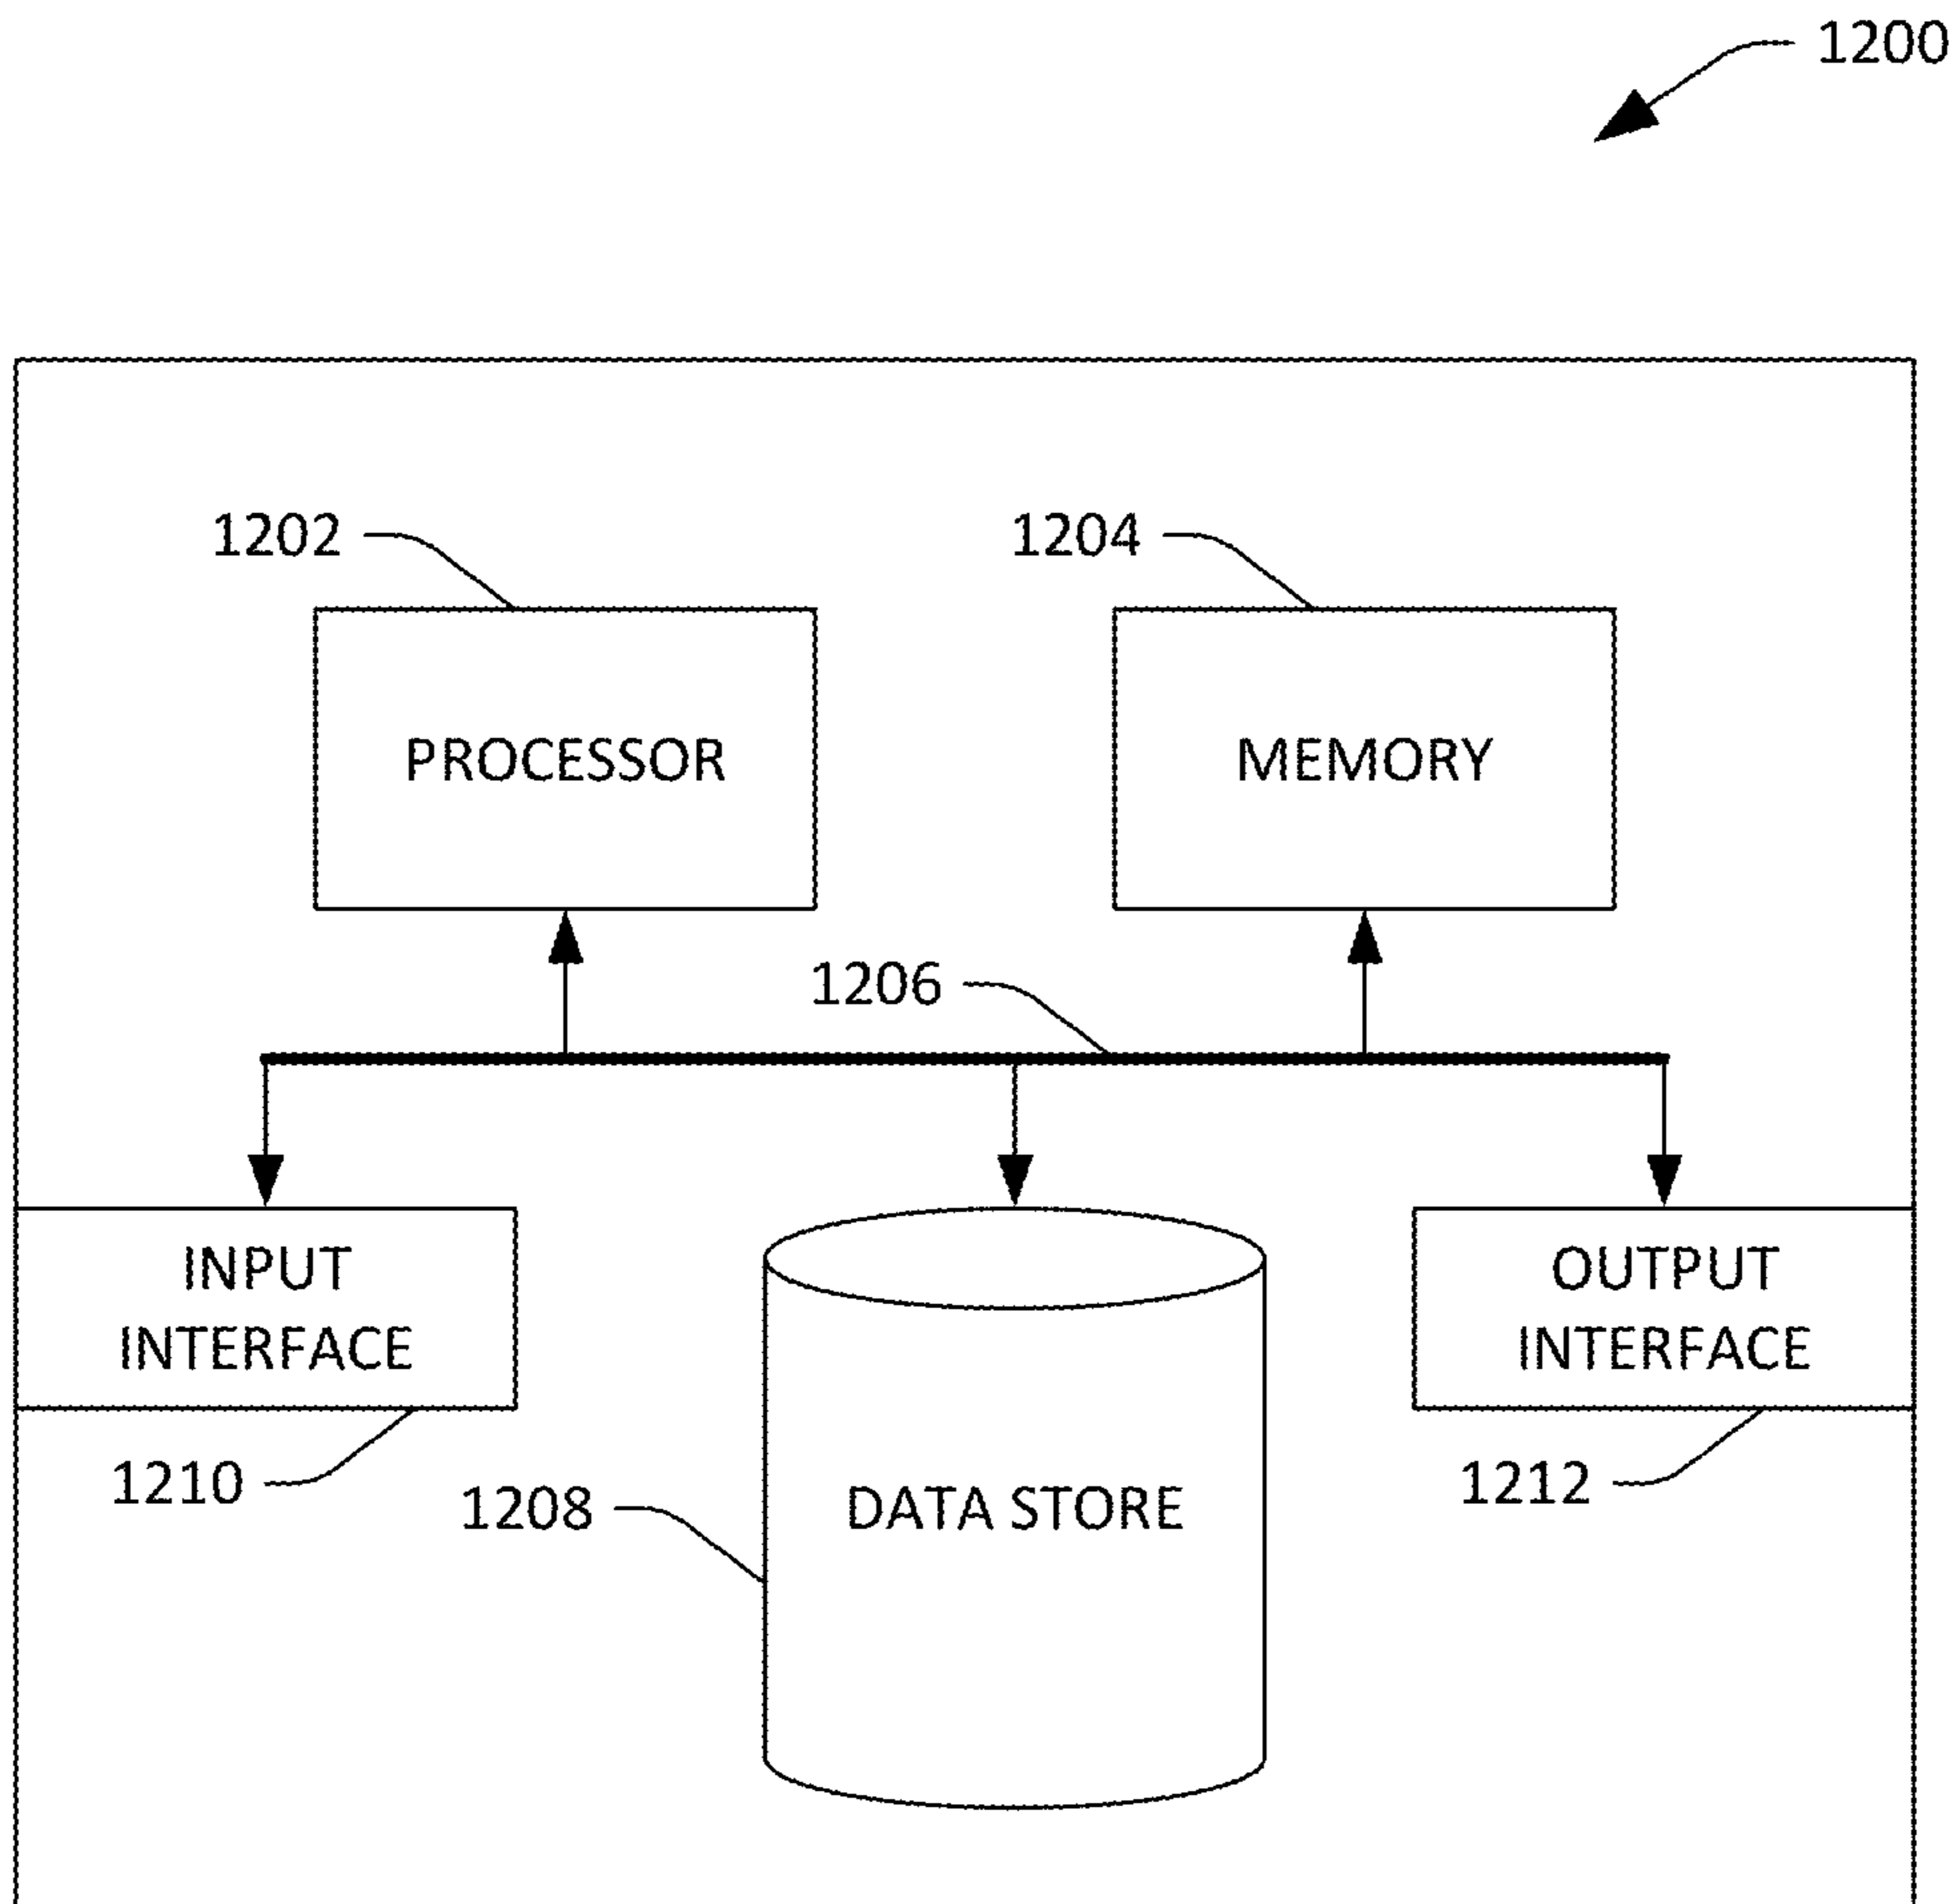 1200
1202
1204
PROCESSOR
MEMORY
1206
INPUT
INTERFACE
OUTPUT
INTERFACE
1210
1208
DATA STORE
1212